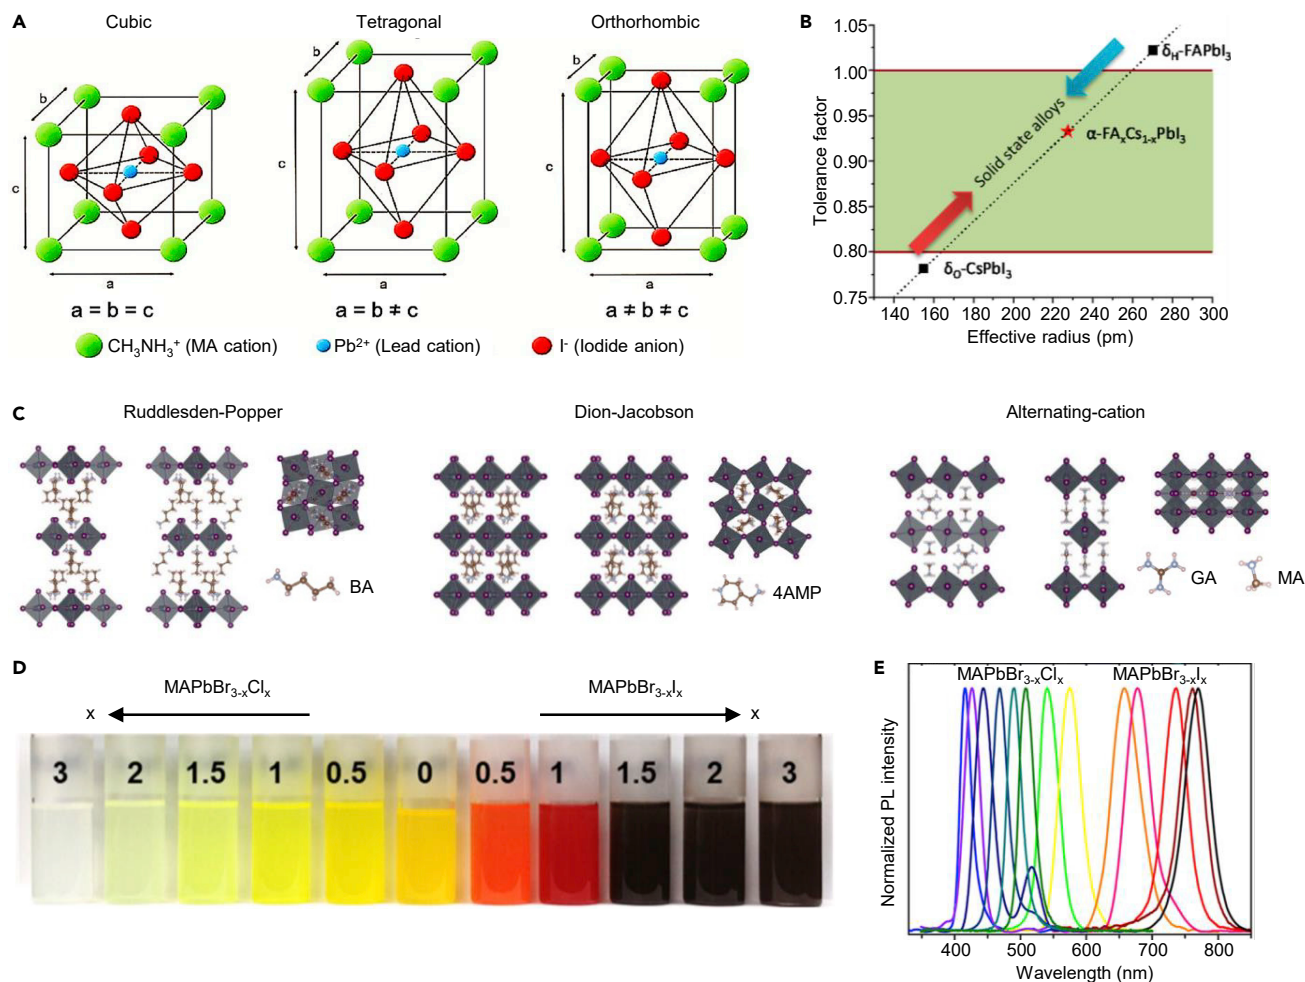 A
Cubic
Tetragonal
Orthorhombic
b
c
a
a = b = c
b
c
a
a = b ≠ c
b
c
a
a ≠ b ≠ c
CH₃NH₃⁺ (MA cation)
Pb²⁺ (Lead cation)
I⁻ (Iodide anion)
B
Tolerance factor
1.05
1.00
0.95
0.90
0.85
0.80
0.75
δH-FAPbI₃
Solid state alloys
α-FAₓCs₁₋ₓPbI₃
δO-CsPbI₃
140 160 180 200 220 240 260 280 300
Effective radius (pm)
C
Ruddlesden-Popper
Dion-Jacobson
Alternating-cation
BA
4AMP
GA
MA
D
MAPbBr₃₋ₓClₓ
MAPbBr₃₋ₓIₓ
x
x
3 2 1.5 1 0.5 0 0.5 1 1.5 2 3
E
MAPbBr₃₋ₓClₓ
MAPbBr₃₋ₓIₓ
Normalized PL intensity
400 500 600 700 800
Wavelength (nm)